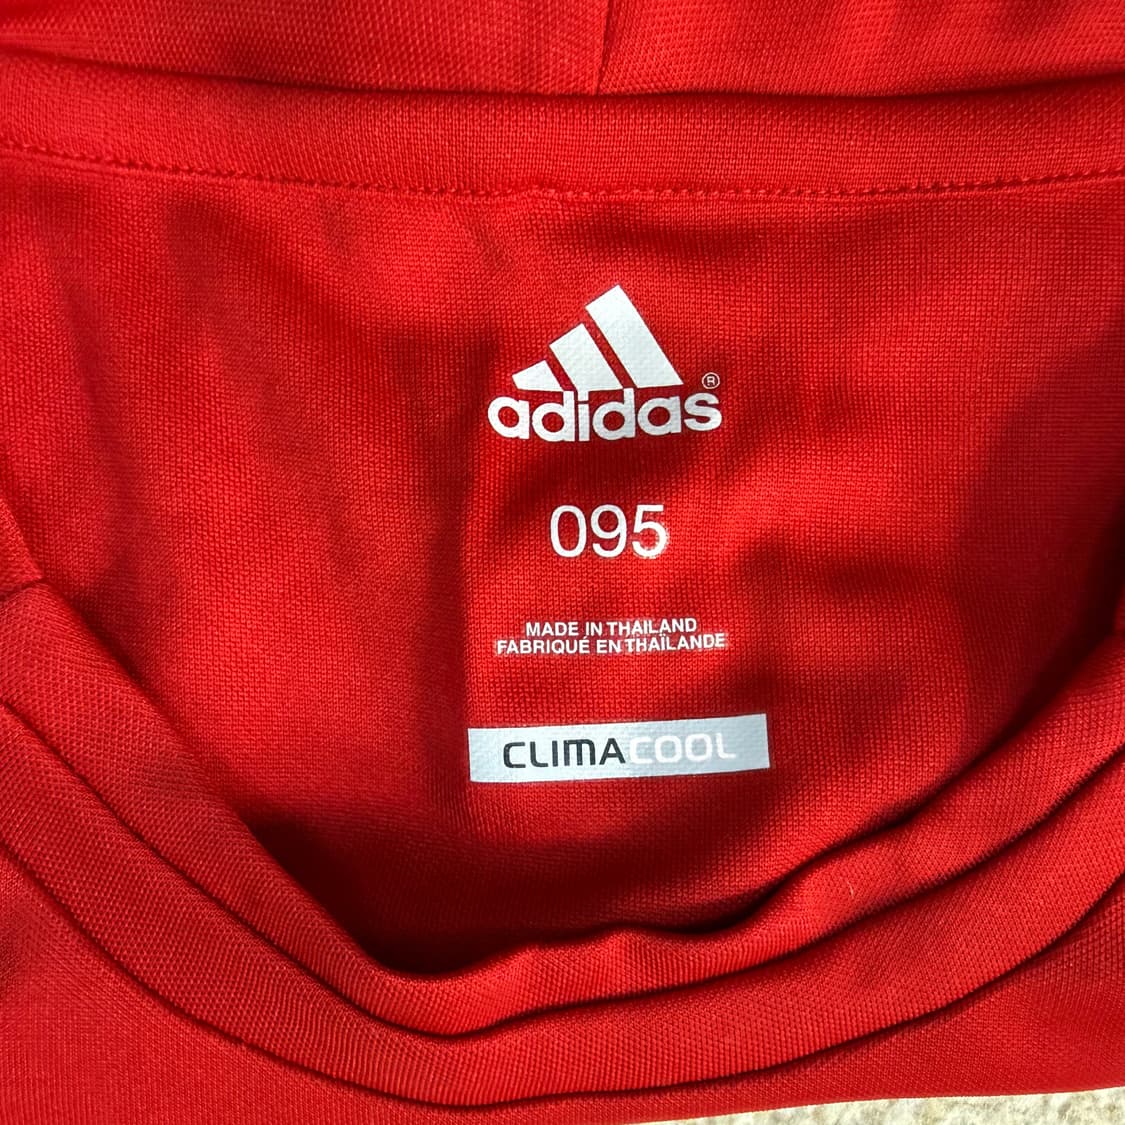 adidas®
095
MADE IN THAILAND
FABRIQUÉ EN THAÏLANDE
CLIMACOOL